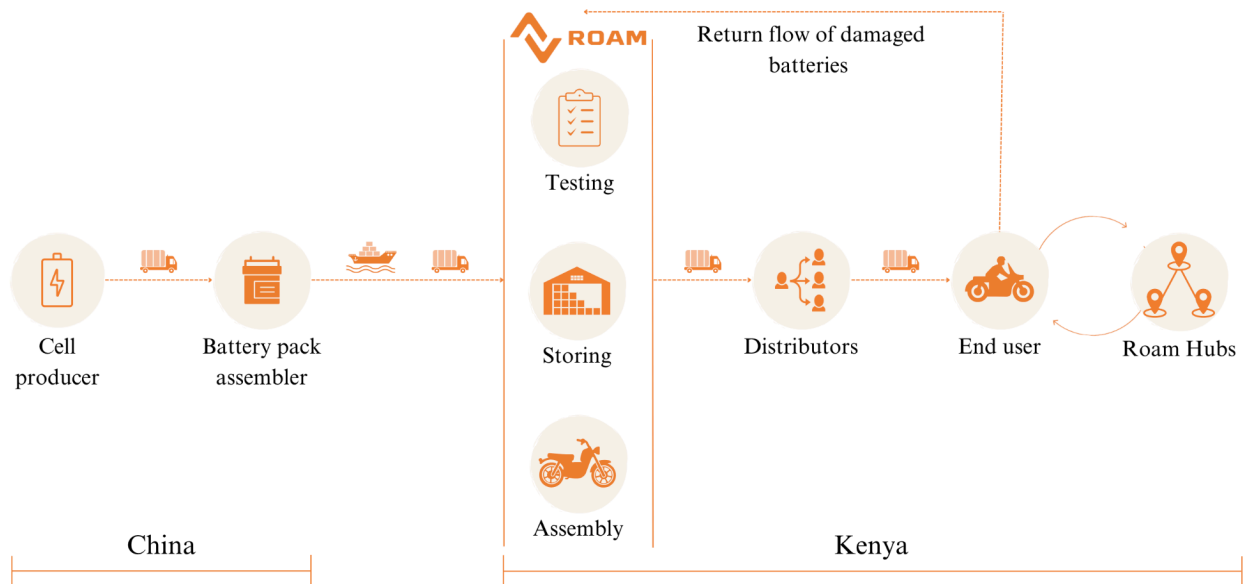 ROAM
Return flow of damaged
batteries
Testing
Cell
producer
Battery pack
assembler
Storing
Distributors
End user
Roam Hubs
Assembly
China
Kenya